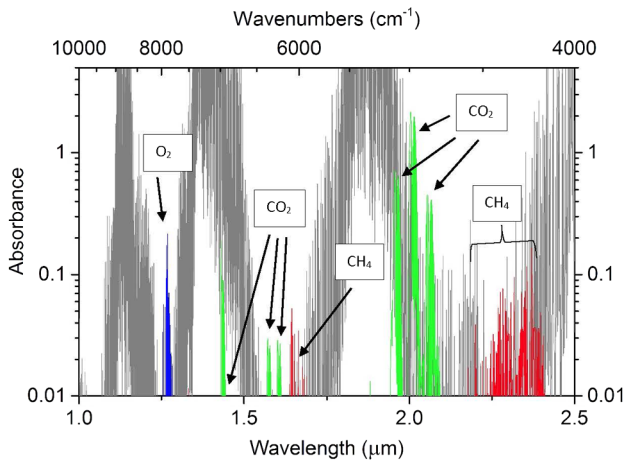 Wavenumbers (cm⁻¹)
10000 8000 6000 4000
Absorbance
1
0.1
0.01
O₂
CO₂
CH₄
CO₂
CH₄
1
0.1
0.01
1.0 1.5 2.0 2.5
Wavelength (μm)